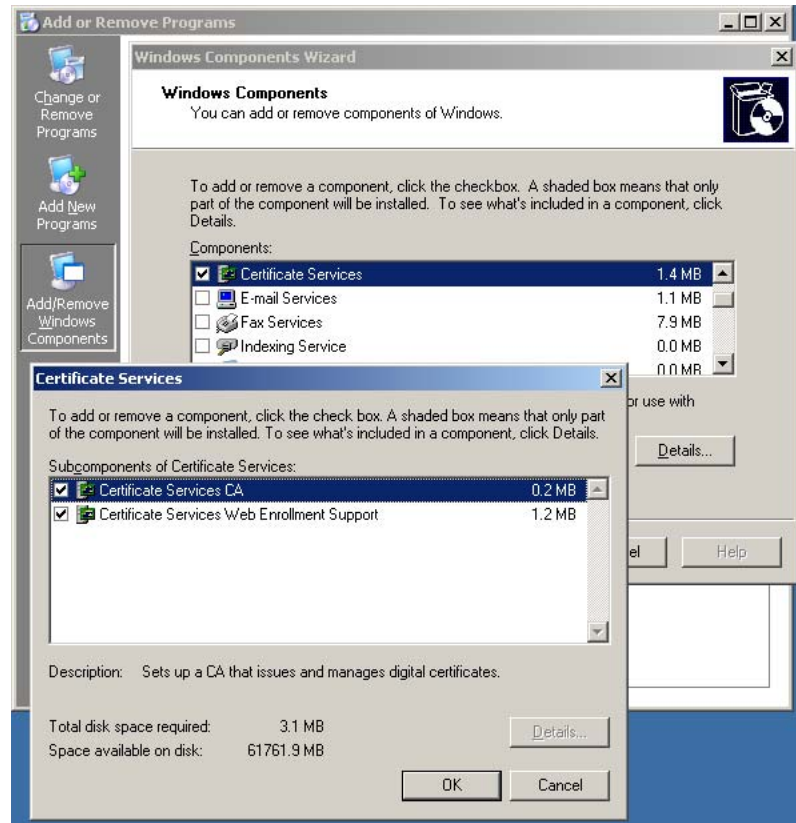 Add or Remove Programs
Change or
Remove
Programs
Add New
Programs
Add/Remove
Windows
Components
Windows Components Wizard
Windows Components
You can add or remove components of Windows.
To add or remove a component, click the checkbox. A shaded box means that only
part of the component will be installed. To see what's included in a component, click
Details.
Components:
Certificate Services 1.4 MB
E-mail Services 1.1 MB
Fax Services 7.9 MB
Indexing Service 0.0 MB
0.0 MB
or use with
Details...
el
Help
Certificate Services
To add or remove a component, click the check box. A shaded box means that only part
of the component will be installed. To see what's included in a component, click Details.
Subcomponents of Certificate Services:
Certificate Services CA 0.2 MB
Certificate Services Web Enrollment Support 1.2 MB
Description: Sets up a CA that issues and manages digital certificates.
Total disk space required: 3.1 MB
Space available on disk: 61761.9 MB
Details...
OK
Cancel